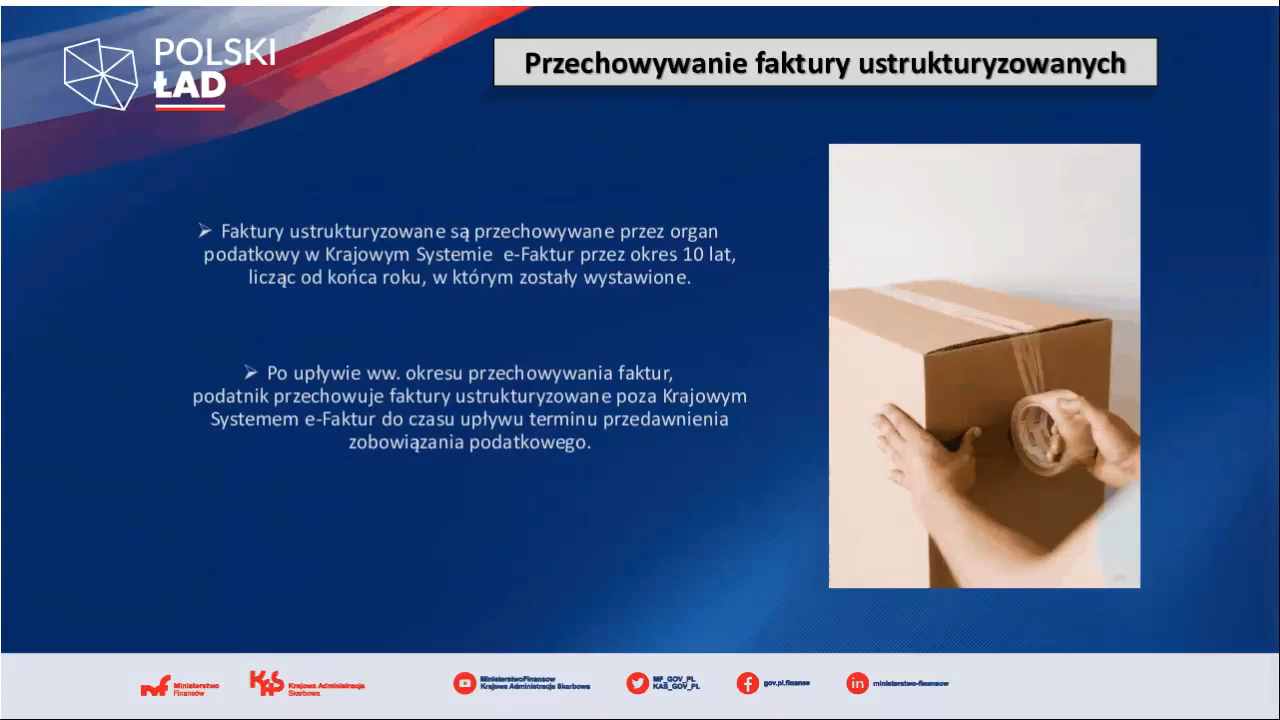 POLSKI
ŁAD
Przechowywanie faktury ustrukturyzowanych
➢ Faktury ustrukturyzowane są przechowywane przez organ
podatkowy w Krajowym Systemie e-Faktur przez okres 10 lat,
licząc od końca roku, w którym zostały wystawione.
➢ Po upływie ww. okresu przechowywania faktur,
podatnik przechowuje faktury ustrukturyzowane poza Krajowym
Systemem e-Faktur do czasu upływu terminu przedawnienia
zobowiązania podatkowego.
mf Ministerstwo
Finansów
KAS Krajowa Administracja
Skarbowa
MinisterstwoFinansow
Krajowa Administracja Skarbowa
MF_GOV_PL
KAS_GOV_PL
gov.pl.finanse
in ministerstwo-finansow